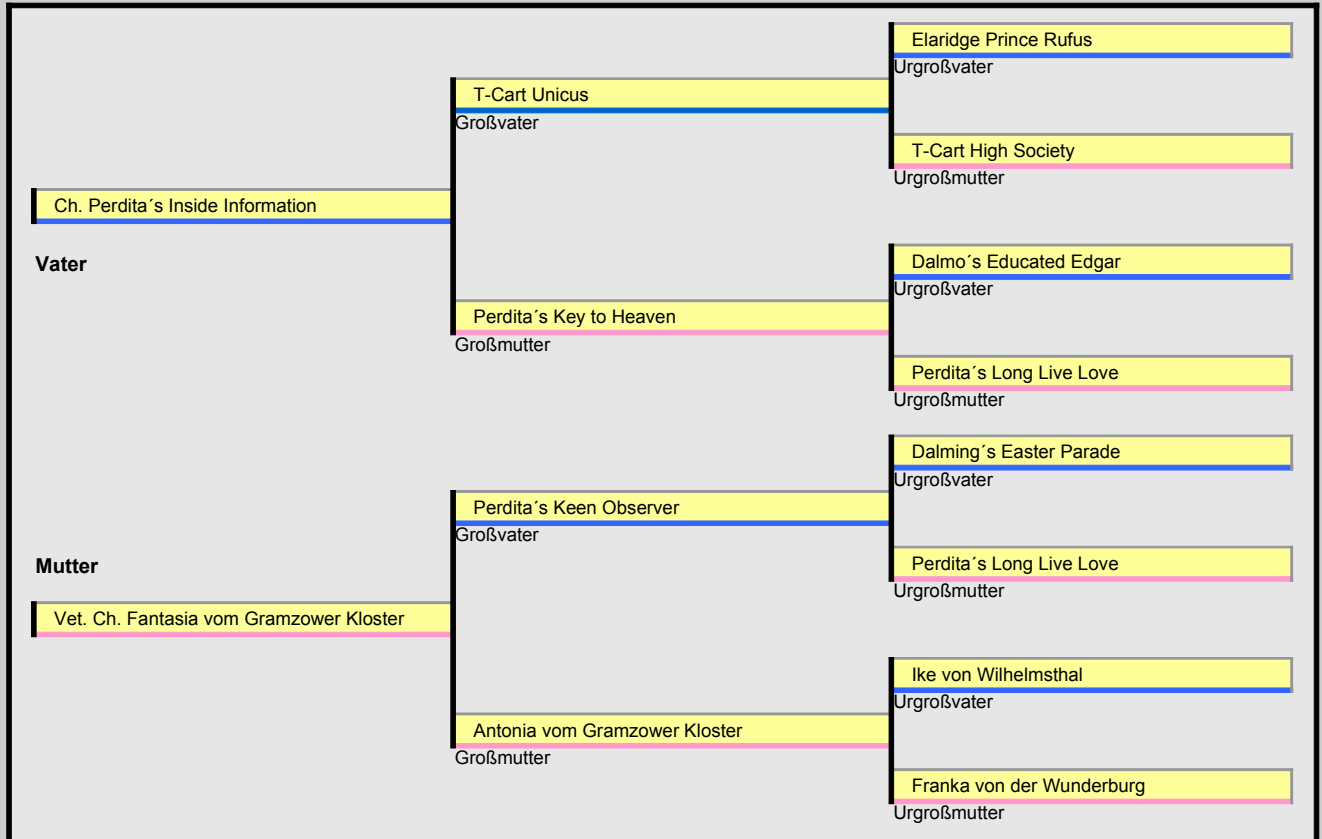 Elaridge Prince Rufus
Urgroßvater
T-Cart Unicus
Großvater
T-Cart High Society
Urgroßmutter
Ch. Perdita´s Inside Information
Vater
Dalmo´s Educated Edgar
Urgroßvater
Perdita´s Key to Heaven
Großmutter
Perdita´s Long Live Love
Urgroßmutter
Dalming´s Easter Parade
Urgroßvater
Perdita´s Keen Observer
Großvater
Perdita´s Long Live Love
Urgroßmutter
Mutter
Vet. Ch. Fantasia vom Gramzower Kloster
Ike von Wilhelmsthal
Urgroßvater
Antonia vom Gramzower Kloster
Großmutter
Franka von der Wunderburg
Urgroßmutter